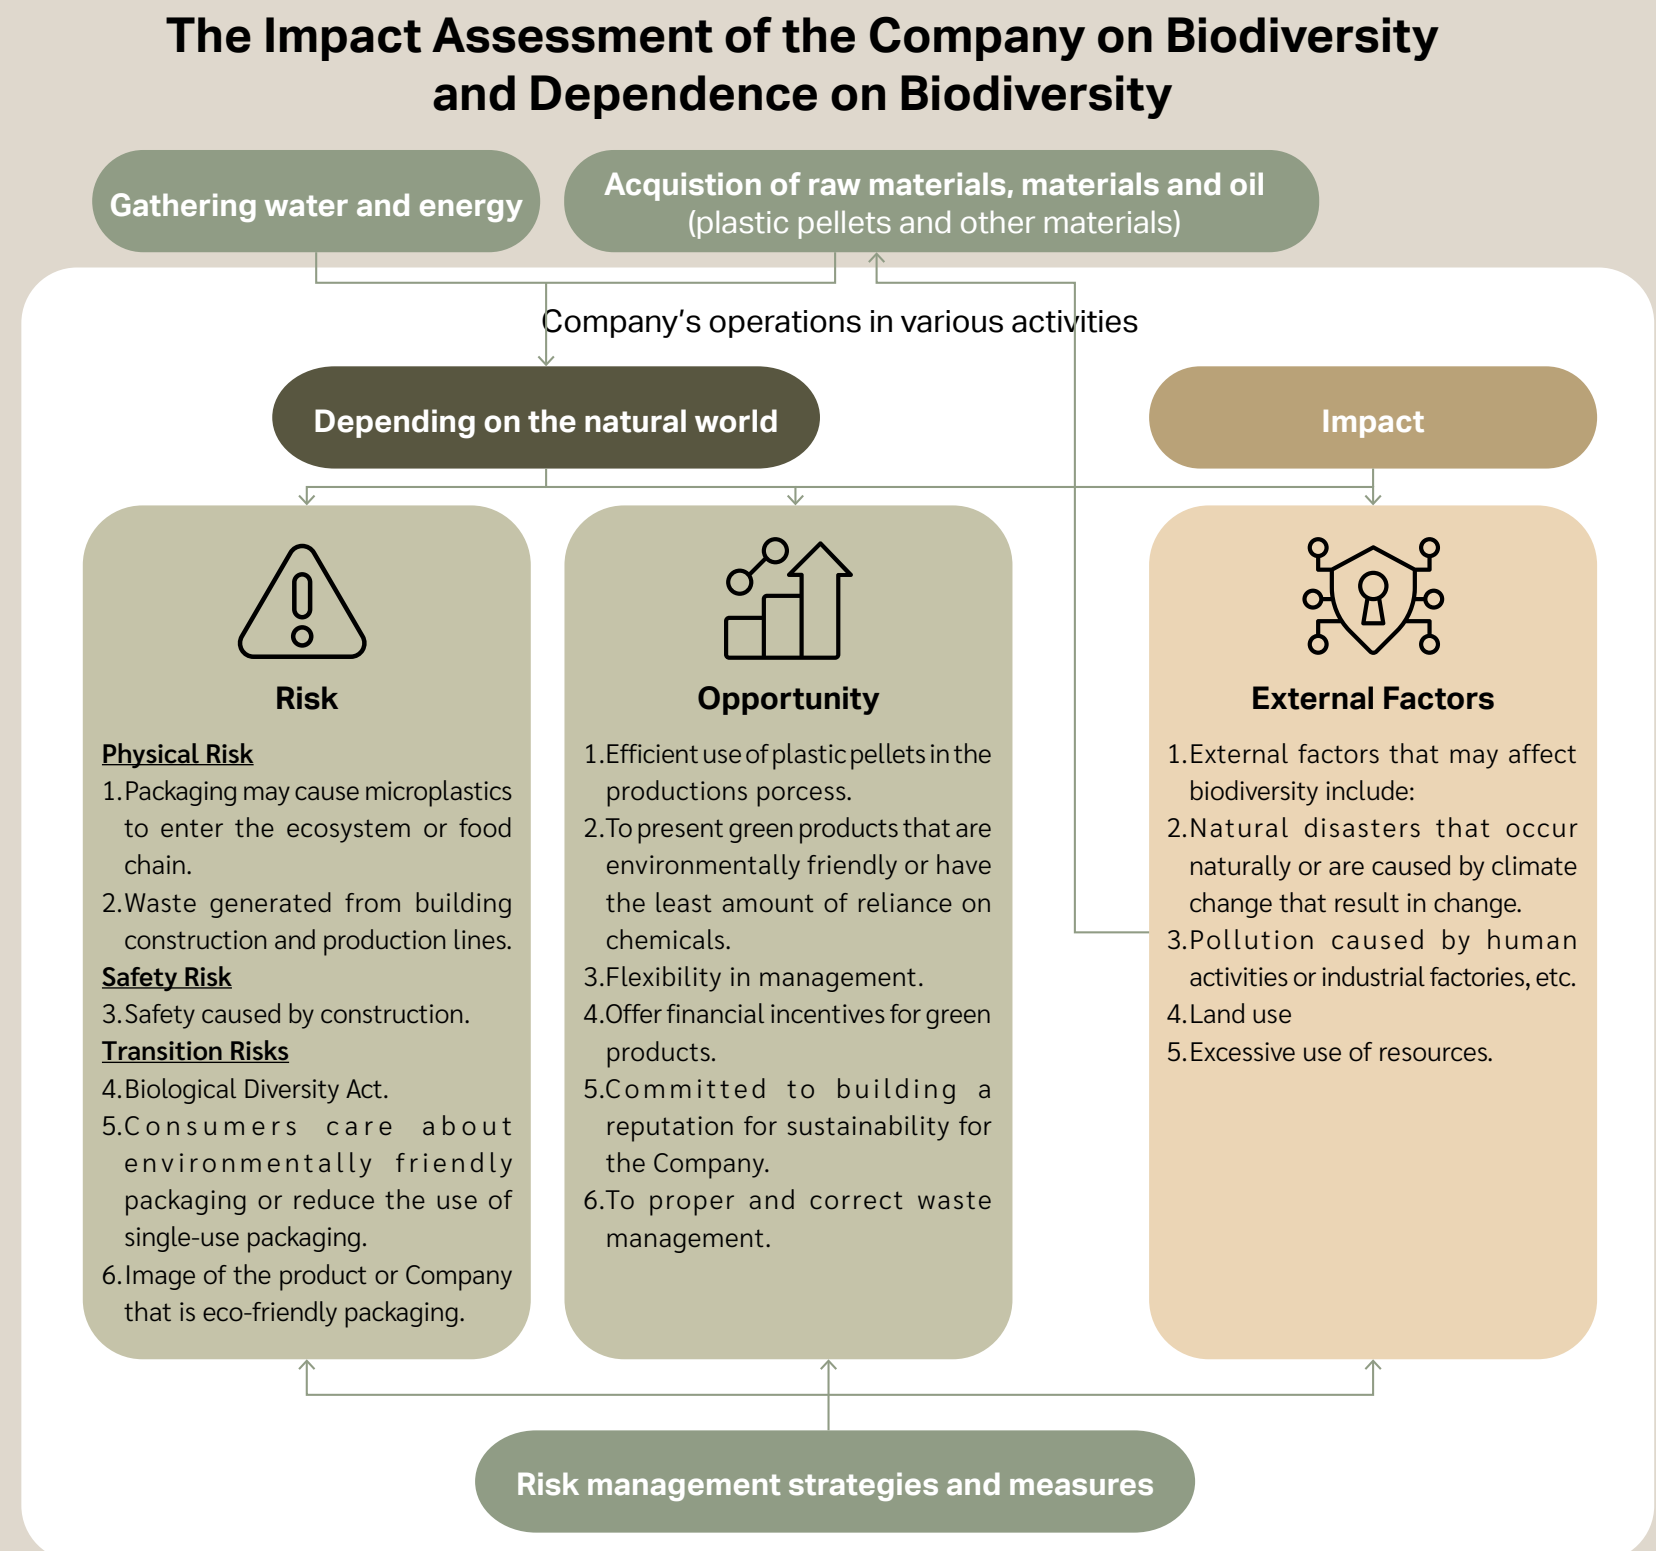 The Impact Assessment of the Company on Biodiversity
and Dependence on Biodiversity
Gathering water and energy
Acquistion of raw materials, materials and oil
(plastic pellets and other materials)
Company's operations in various activities
Depending on the natural world
Impact
Risk
Physical Risk
1.Packaging may cause microplastics
to enter the ecosystem or food
chain.
2.Waste generated from building
construction and production lines.
Safety Risk
3.Safety caused by construction.
Transition Risks
4.Biological Diversity Act.
5.Consumers care about
environmentally friendly
packaging or reduce the use of
single-use packaging.
6.Image of the product or Company
that is eco-friendly packaging.
Opportunity
1.Efficient use of plastic pellets in the
productions porcess.
2.To present green products that are
environmentally friendly or have
the least amount of reliance on
chemicals.
3.Flexibility in management.
4.Offer financial incentives for green
products.
5.Committed to building a
reputation for sustainability for
the Company.
6.To proper and correct waste
management.
External Factors
1.External factors that may affect
biodiversity include:
2.Natural disasters that occur
naturally or are caused by climate
change that result in change.
3.Pollution caused by human
activities or industrial factories, etc.
4.Land use
5.Excessive use of resources.
Risk management strategies and measures